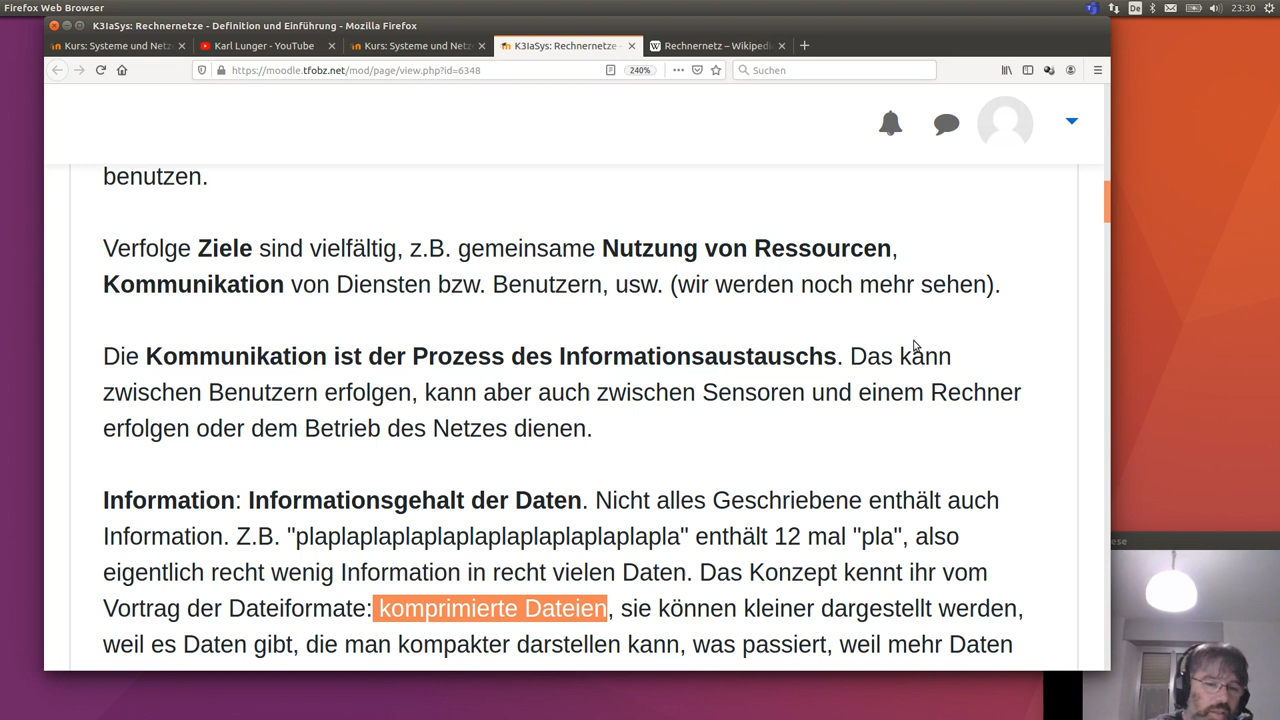 Firefox Web Browser
De
23:30
K3IaSys: Rechnernetze - Definition und Einführung - Mozilla Firefox
Kurs: Systeme und Netz
Karl Lunger - YouTube
Kurs: Systeme und Netz
K3IaSys: Rechnernetze -
Rechnernetz – Wikipedi
https://moodle.tfobz.net/mod/page/view.php?id=6348
240%
Suchen
benutzen.
Verfolge Ziele sind vielfältig, z.B. gemeinsame Nutzung von Ressourcen,
Kommunikation von Diensten bzw. Benutzern, usw. (wir werden noch mehr sehen).
Die Kommunikation ist der Prozess des Informationsaustauschs. Das kann
zwischen Benutzern erfolgen, kann aber auch zwischen Sensoren und einem Rechner
erfolgen oder dem Betrieb des Netzes dienen.
Information: Informationsgehalt der Daten. Nicht alles Geschriebene enthält auch
Information. Z.B. "plaplaplaplaplaplaplaplaplaplaplapla" enthält 12 mal "pla", also
eigentlich recht wenig Information in recht vielen Daten. Das Konzept kennt ihr vom
Vortrag der Dateiformate: komprimierte Dateien, sie können kleiner dargestellt werden,
weil es Daten gibt, die man kompakter darstellen kann, was passiert, weil mehr Daten